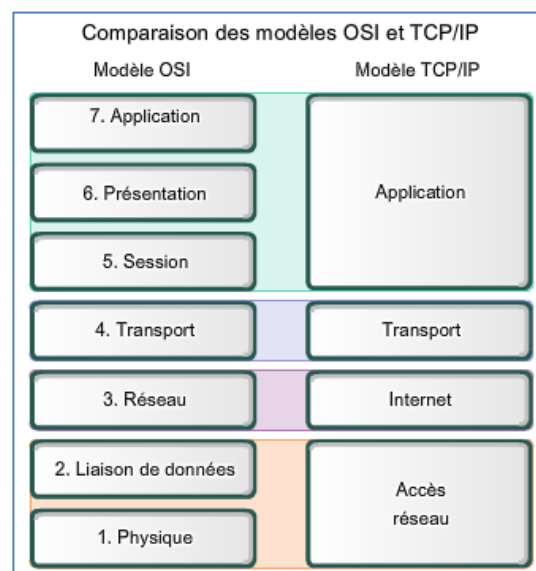 Comparaison des modèles OSI et TCP/IP
Modèle OSI
Modèle TCP/IP
7. Application
6. Présentation
5. Session
Application
4. Transport
Transport
3. Réseau
Internet
2. Liaison de données
1. Physique
Accès
réseau